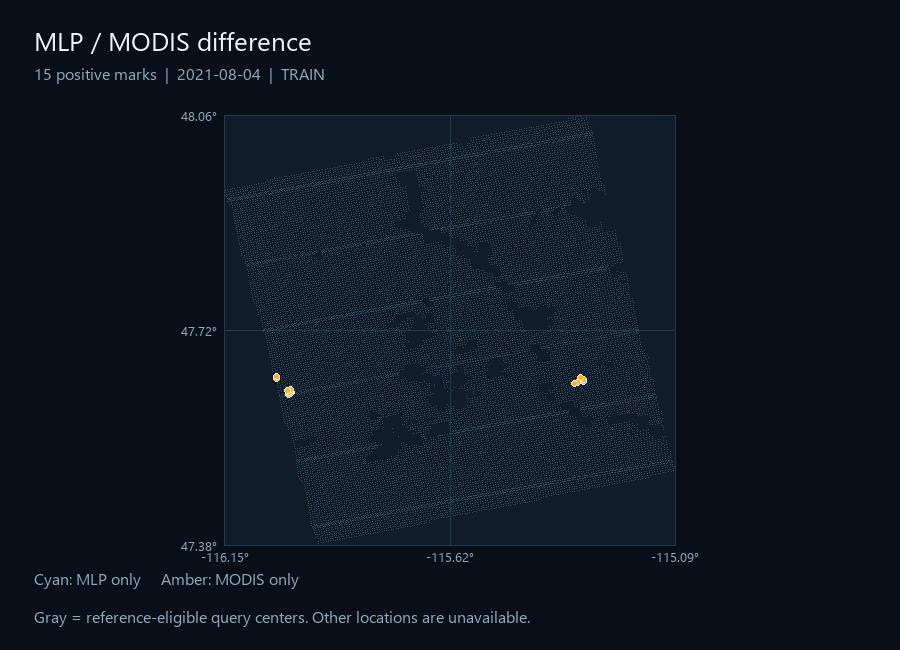 MLP / MODIS difference
15 positive marks | 2021-08-04 | TRAIN
48.06°
47.72°
47.38°
-116.15° -115.62° -115.09°
Cyan: MLP only Amber: MODIS only
Gray = reference-eligible query centers. Other locations are unavailable.